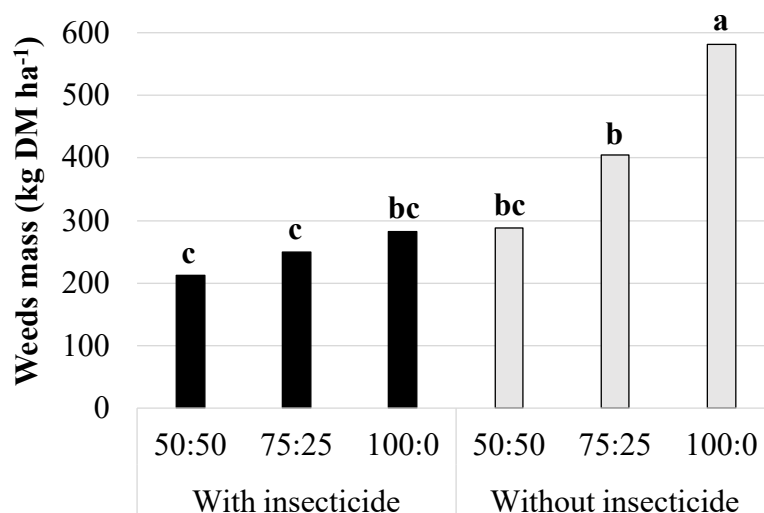 Weeds mass (kg DM ha⁻¹)
600
500
400
300
200
100
0
c
c
bc
bc
b
a
50:50 75:25 100:0 50:50 75:25 100:0
With insecticide Without insecticide